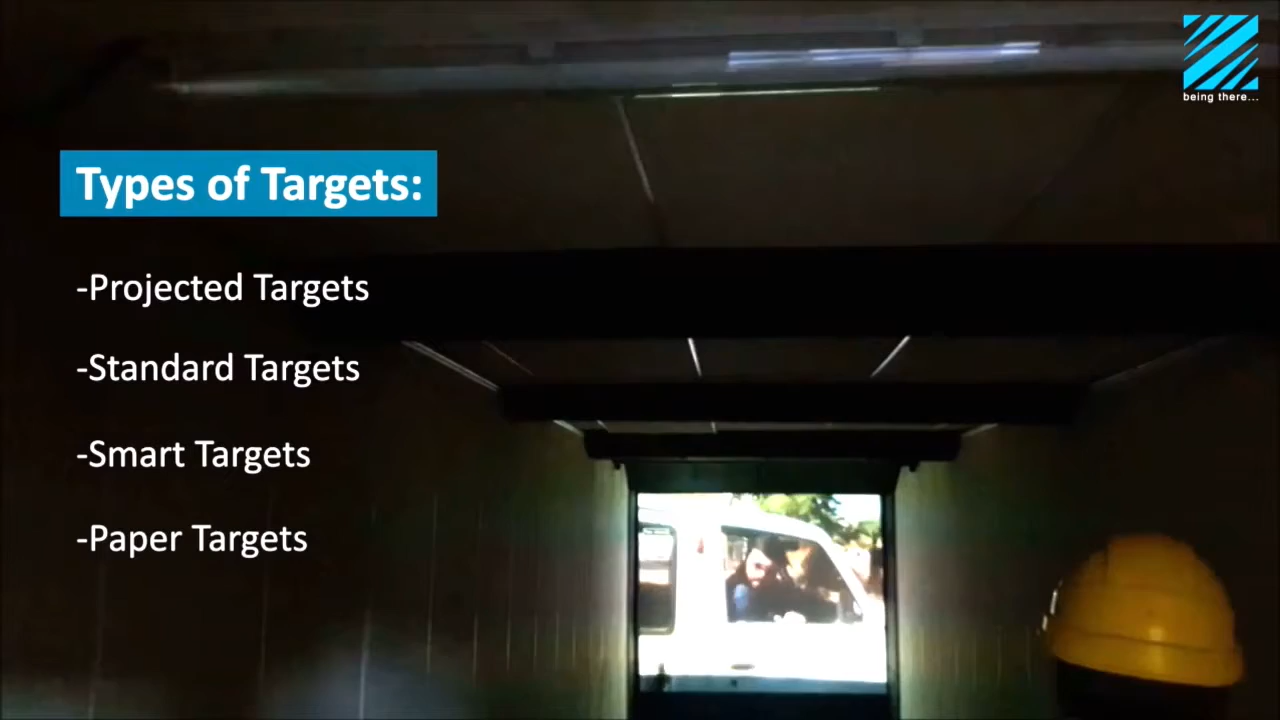 being there...
Types of Targets:
-Projected Targets
-Standard Targets
-Smart Targets
-Paper Targets